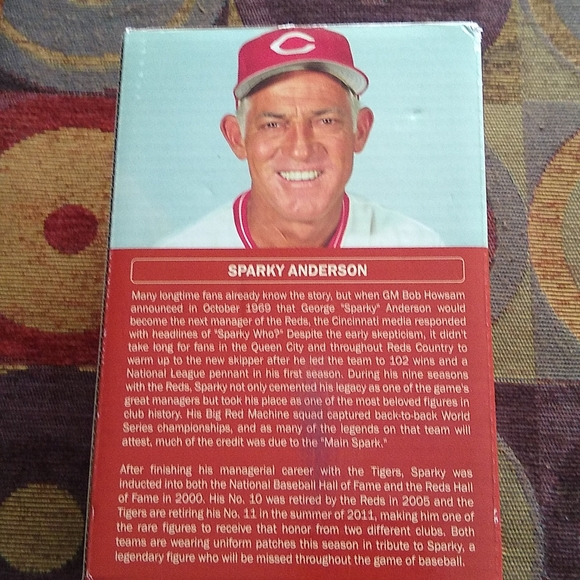 C
SPARKY ANDERSON
Many longtime fans already know the story, but when GM Bob Howsam
announced in October 1969 that George "Sparky" Anderson would
become the next manager of the Reds, the Cincinnati media responded
with headlines of "Sparky Who?" Despite the early skepticism, it didn't
take long for fans in the Queen City and throughout Reds Country to
warm up to the new skipper after he led the team to 102 wins and a
National League pennant in his first season. During his nine seasons
with the Reds, Sparky not only cemented his legacy as one of the game's
great managers but took his place as one of the most beloved figures in
club history. His Big Red Machine squad captured back-to-back World
Series championships, and as many of the legends on that team will
attest, much of the credit was due to the "Main Spark."
After finishing his managerial career with the Tigers, Sparky was
inducted into both the National Baseball Hall of Fame and the Reds Hall
of Fame in 2000. His No. 10 was retired by the Reds in 2005 and the
Tigers are retiring his No. 11 in the summer of 2011, making him one of
the rare figures to receive that honor from two different clubs. Both
teams are wearing uniform patches this season in tribute to Sparky, a
legendary figure who will be missed throughout the game of baseball.